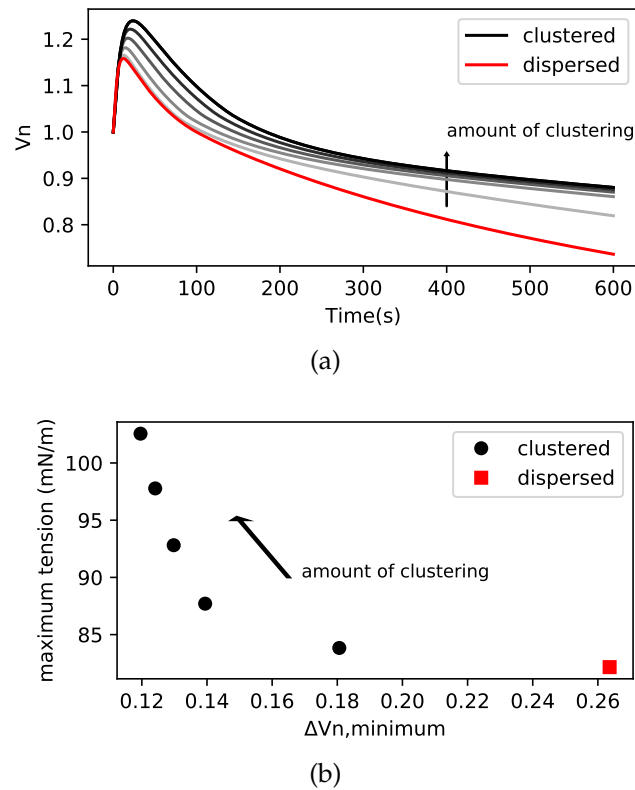 clustered
dispersed
amount of clustering
Vn
1.2
1.1
1.0
0.9
0.8
0 100 200 300 400 500 600
Time(s)
(a)
clustered
dispersed
amount of clustering
maximum tension (mN/m)
100
95
90
85
0.12 0.14 0.16 0.18 0.20 0.22 0.24 0.26
ΔVn,minimum
(b)